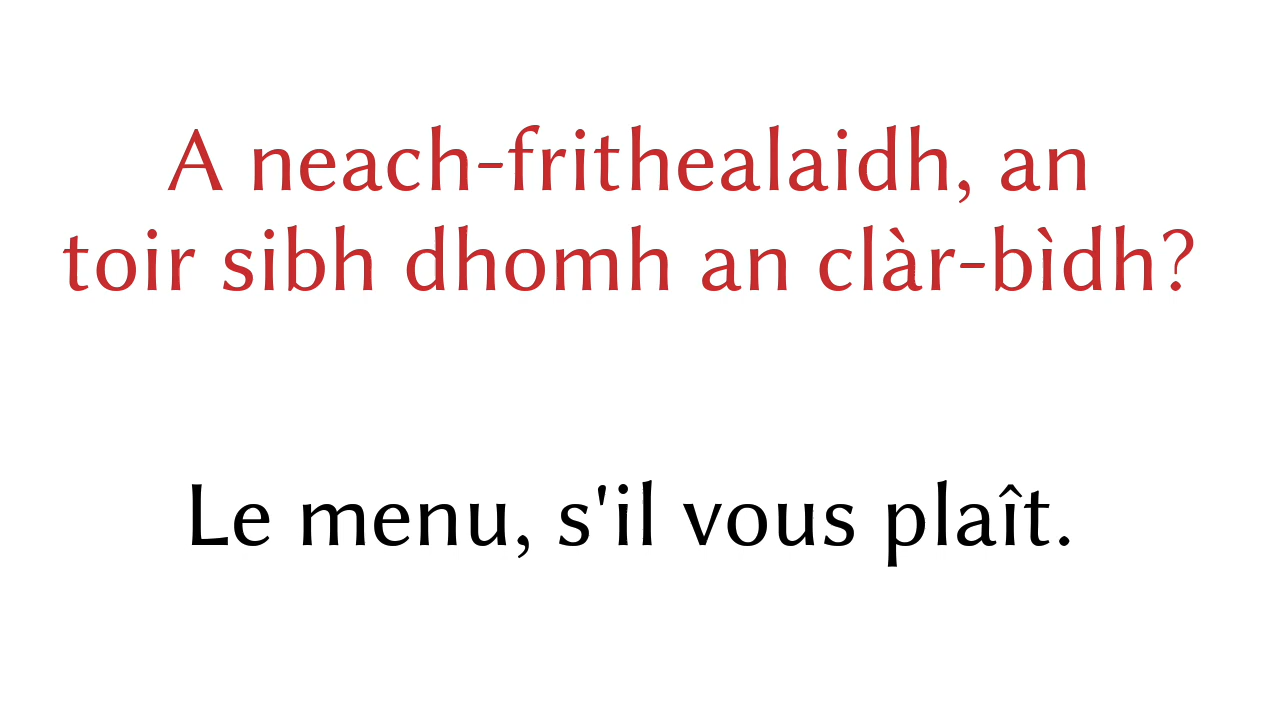 A neach-frithealaidh, an
toir sibh dhomh an clàr-bìdh?
Le menu, s'il vous plaît.